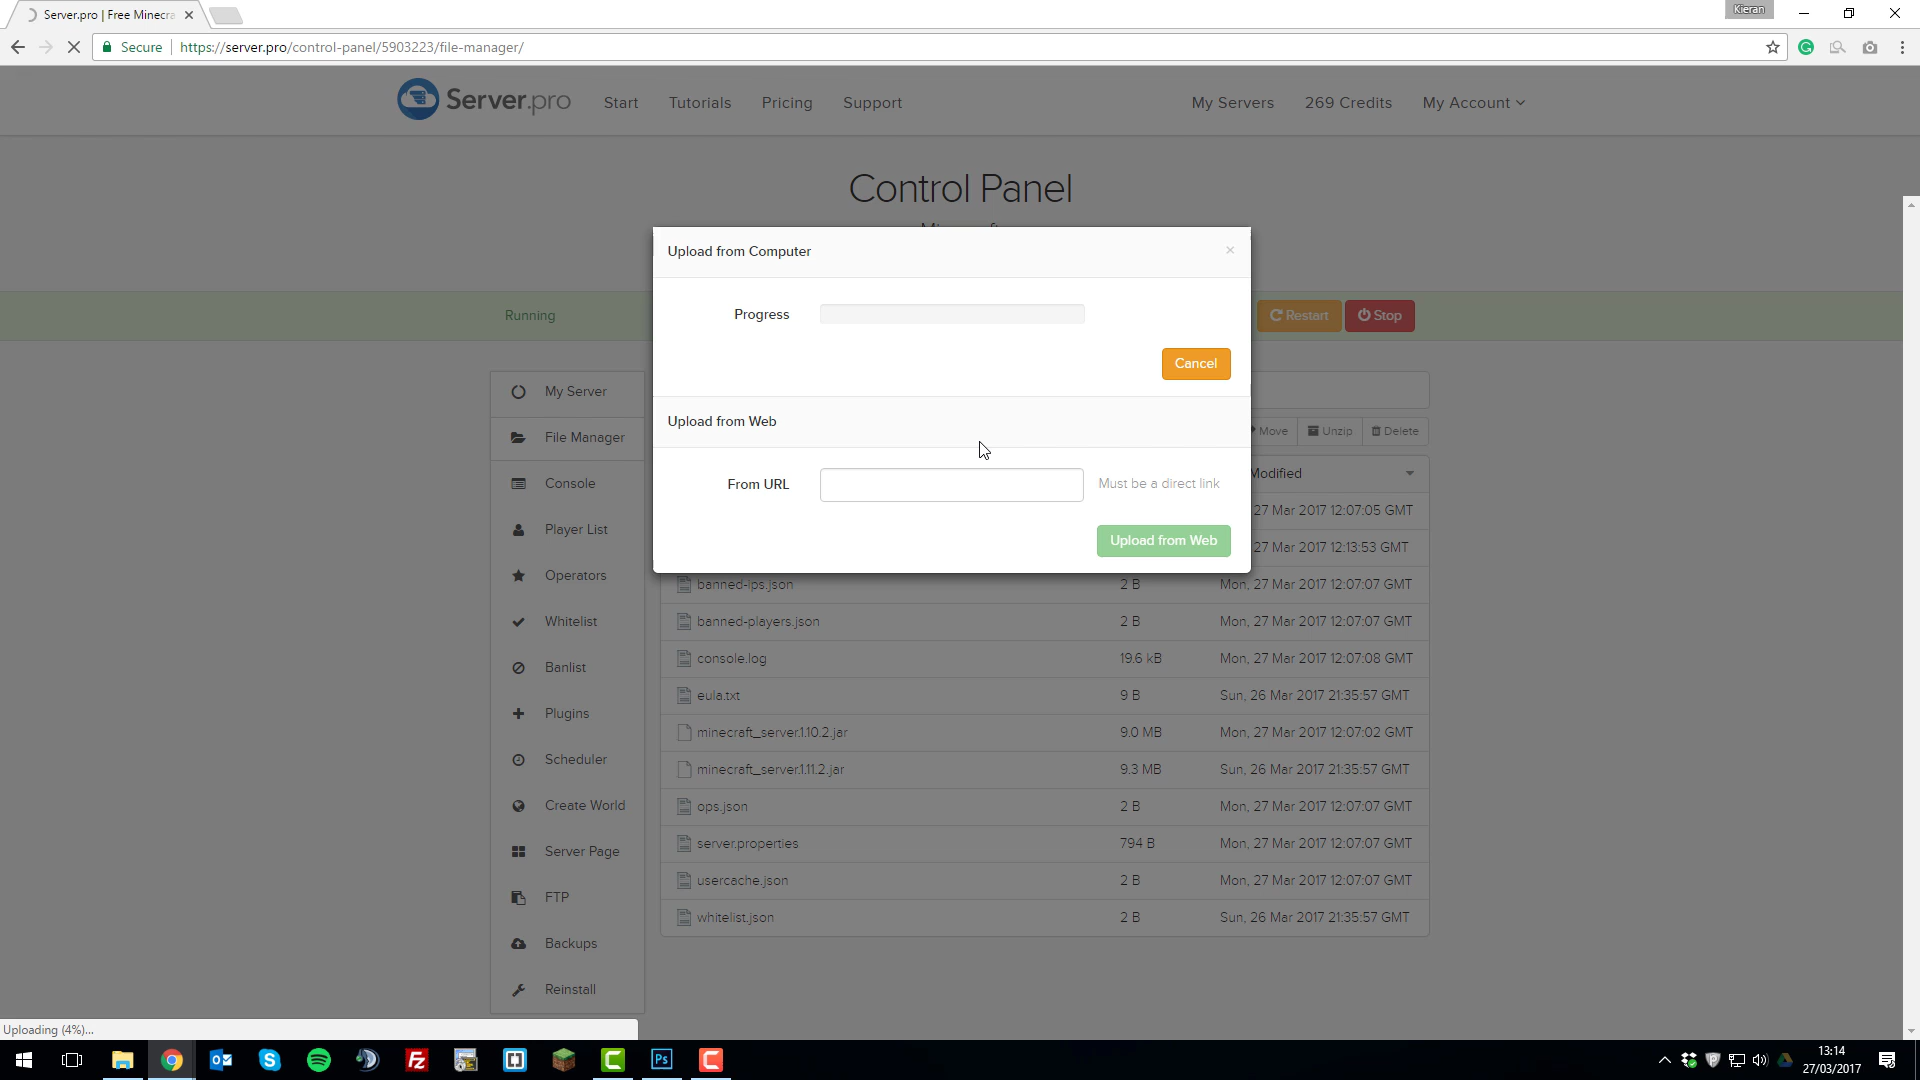 Server.pro | Free Minecra
Kieran
Secure
https://server.pro/control-panel/5903223/file-manager/
Server.pro
Start
Tutorials
Pricing
Support
My Servers
269 Credits
My Account
Control Panel
Upload from Computer
×
Progress
Cancel
Running
Restart
Stop
Upload from Web
From URL
Must be a direct link
Upload from Web
My Server
File Manager
Console
Player List
Operators
Whitelist
Banlist
Plugins
Scheduler
Create World
Server Page
FTP
Backups
Reinstall
Move
Unzip
Delete
Modified
27 Mar 2017 12:07:05 GMT
27 Mar 2017 12:13:53 GMT
banned-ips.json 2 B Mon, 27 Mar 2017 12:07:07 GMT
banned-players.json 2 B Mon, 27 Mar 2017 12:07:07 GMT
console.log 19.6 kB Mon, 27 Mar 2017 12:07:08 GMT
eula.txt 9 B Sun, 26 Mar 2017 21:35:57 GMT
minecraft_server.1.10.2.jar 9.0 MB Mon, 27 Mar 2017 12:07:02 GMT
minecraft_server.1.11.2.jar 9.3 MB Sun, 26 Mar 2017 21:35:57 GMT
ops.json 2 B Mon, 27 Mar 2017 12:07:07 GMT
server.properties 794 B Mon, 27 Mar 2017 12:07:07 GMT
usercache.json 2 B Mon, 27 Mar 2017 12:07:07 GMT
whitelist.json 2 B Sun, 26 Mar 2017 21:35:57 GMT
Uploading (4%)...
13:14
27/03/2017